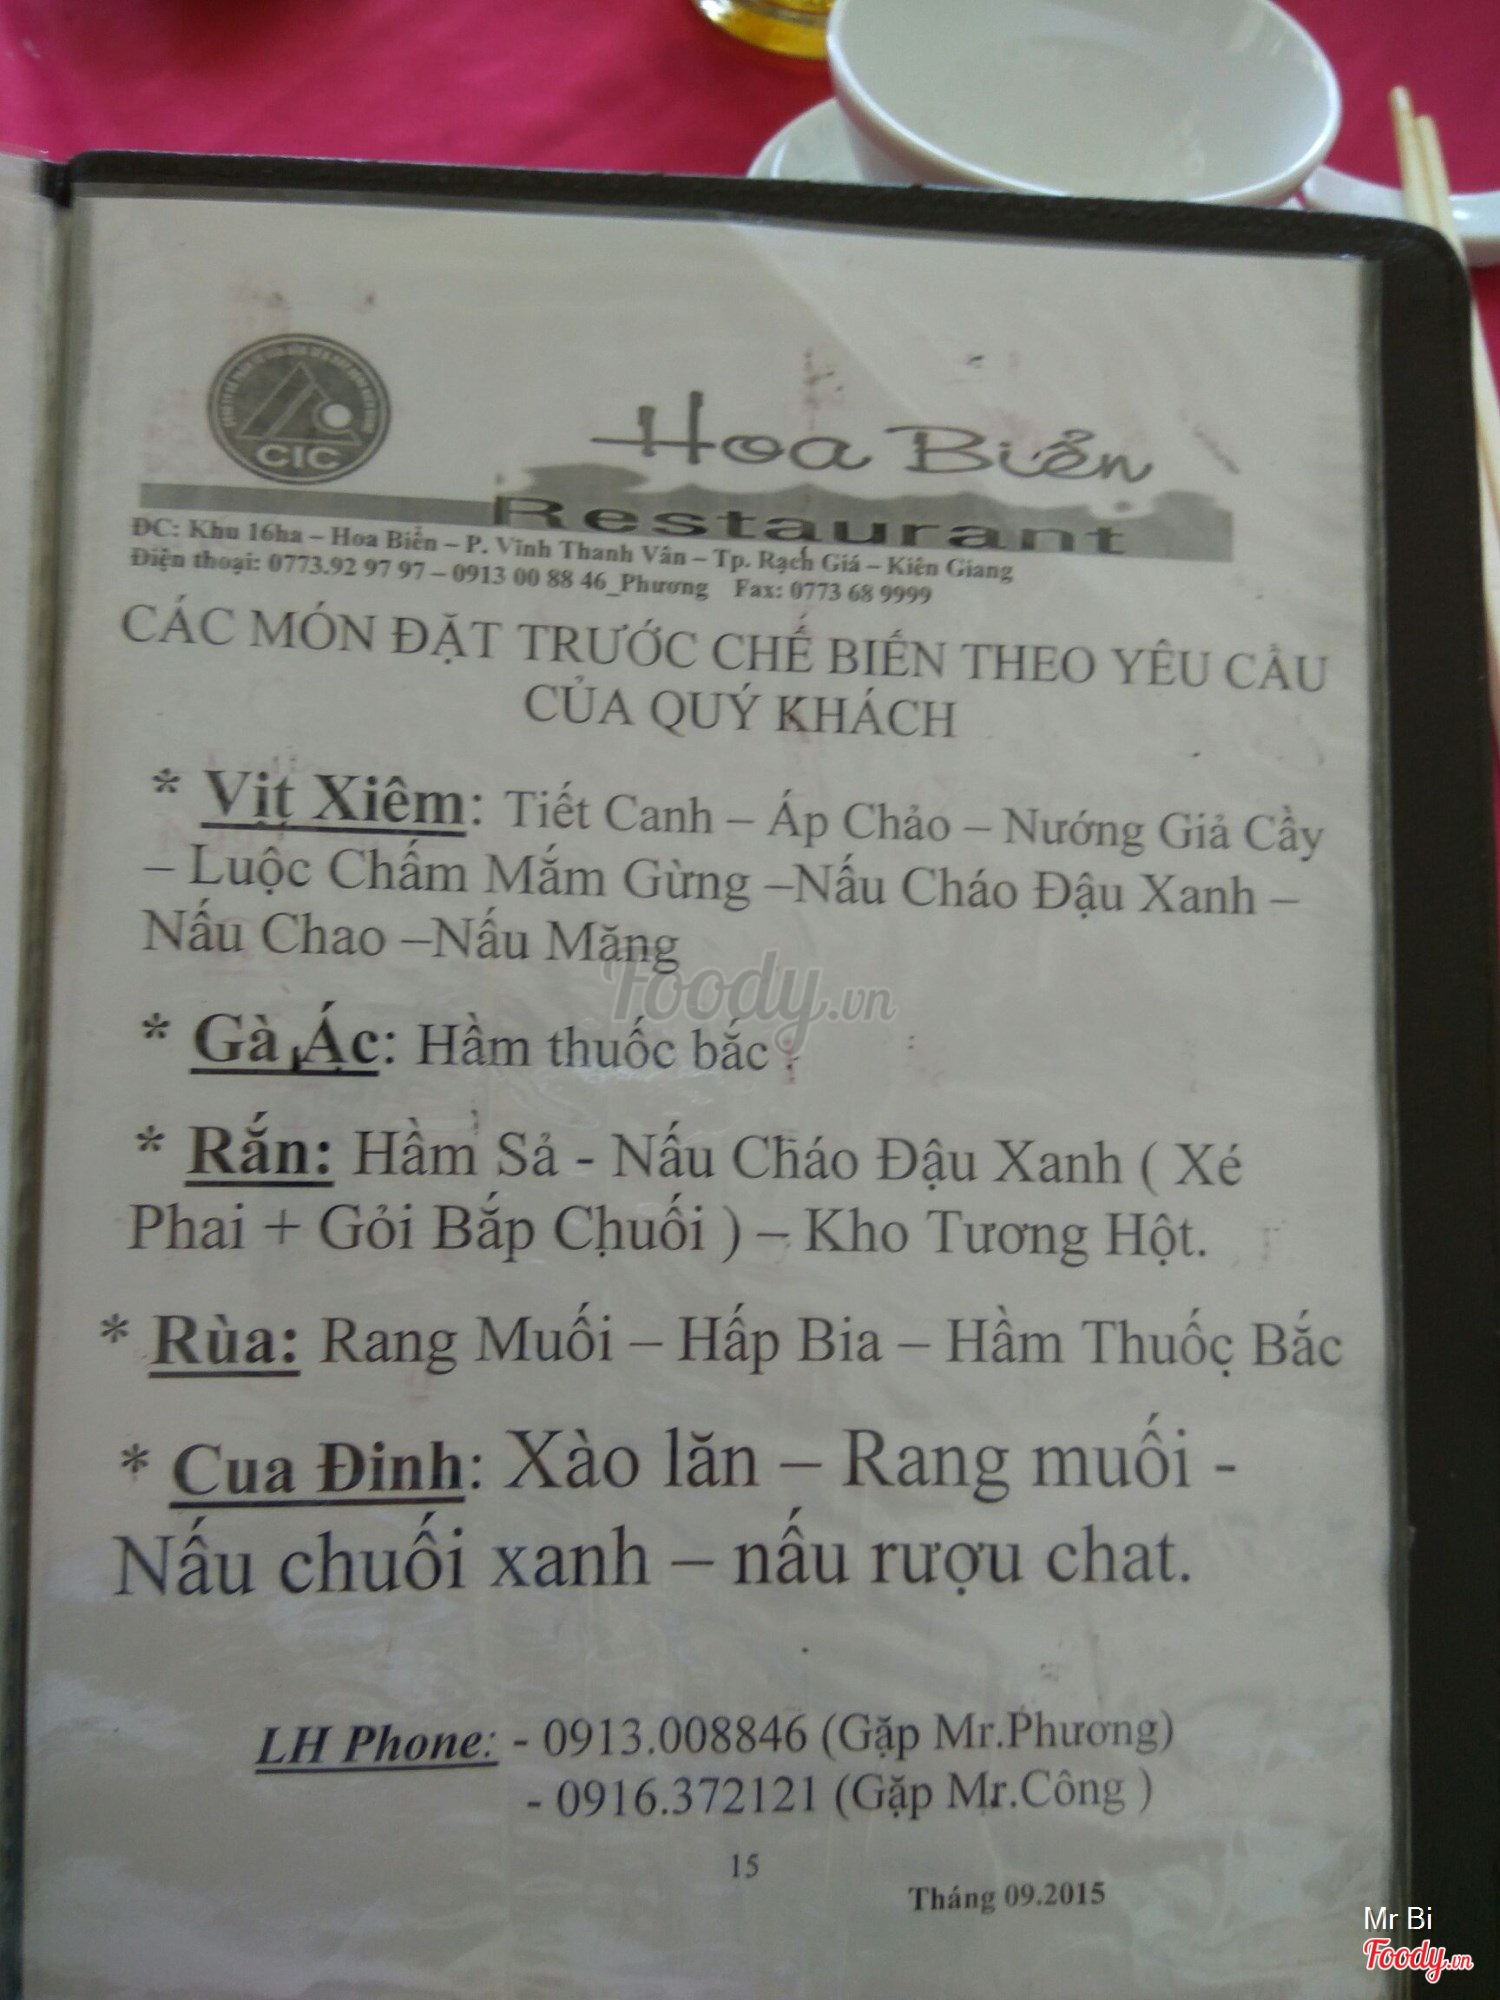 CIC
Hoa Biển
Restaurant
ĐC: Khu 16ha – Hoa Biển – P. Vĩnh Thanh Vân – Tp. Rạch Giá – Kiên Giang
Điện thoại: 0773.92 97 97 – 0913 00 88 46_Phương Fax: 0773 68 9999
CÁC MÓN ĐẶT TRƯỚC CHẾ BIẾN THEO YÊU CẦU
CỦA QUÝ KHÁCH
* Vịt Xiêm: Tiết Canh – Áp Chảo – Nướng Giả Cầy
– Luộc Chấm Mắm Gừng –Nấu Cháo Đậu Xanh –
Nấu Chao –Nấu Măng
Foody.vn
* Gà Ác: Hầm thuốc bắc
* Rắn: Hầm Sả - Nấu Cháo Đậu Xanh ( Xé
Phai + Gỏi Bắp Chuối ) – Kho Tương Hột.
* Rùa: Rang Muối – Hấp Bia – Hầm Thuốc Bắc
* Cua Đinh: Xào lăn – Rang muối -
Nấu chuối xanh – nấu rượu chat.
LH Phone: - 0913.008846 (Gặp Mr.Phương)
- 0916.372121 (Gặp Mr.Công )
15
Tháng 09.2015
Mr Bi
Foody.vn